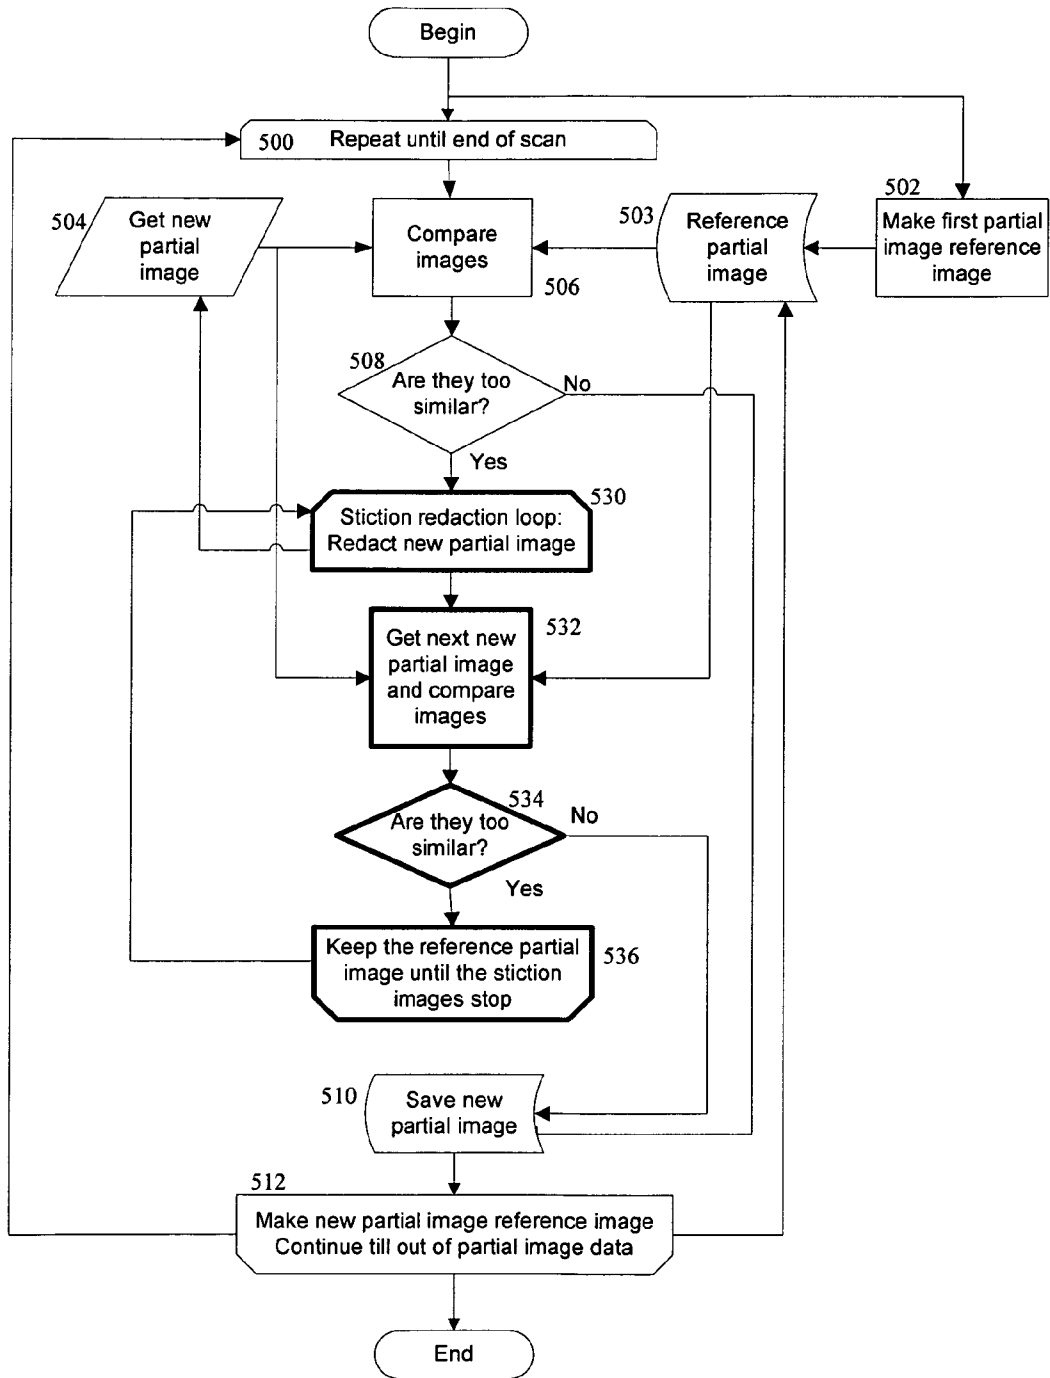 Begin
500 Repeat until end of scan
502
Make first partial
image reference
image
503
Reference
partial
image
504
Get new
partial
image
Compare
images
506
508
Are they too
similar?
No
Yes
530
Stiction redaction loop:
Redact new partial image
532
Get next new
partial image
and compare
images
534
Are they too
similar?
No
Yes
Keep the reference partial
image until the stiction
images stop
536
510
Save new
partial image
512
Make new partial image reference image
Continue till out of partial image data
End